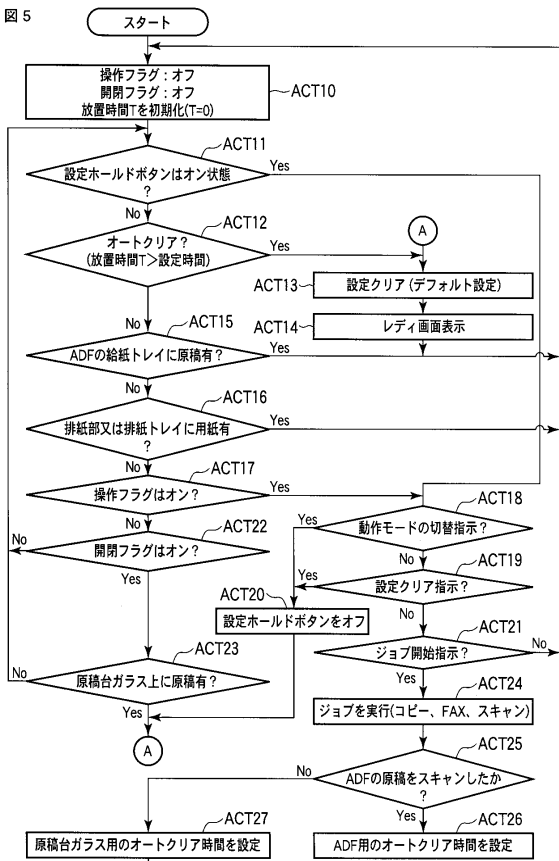 図5
スタート
操作フラグ：オフ
開閉フラグ：オフ
放置時間Tを初期化(T=0)
ACT10
ACT11
設定ホールドボタンはオン状態
?
Yes
No
ACT12
オートクリア?
(放置時間T>設定時間)
Yes
No
A
ACT13
設定クリア(デフォルト設定)
ACT14
レディ画面表示
ACT15
ADFの給紙トレイに原稿有?
Yes
No
ACT16
排紙部又は排紙トレイに用紙有
?
Yes
No
ACT17
操作フラグはオン?
Yes
No
ACT18
動作モードの切替指示?
Yes
No
ACT22
開閉フラグはオン?
No
Yes
ACT19
設定クリア指示?
Yes
No
ACT20
設定ホールドボタンをオフ
ACT21
ジョブ開始指示?
No
Yes
ACT23
原稿台ガラス上に原稿有?
No
Yes
A
ACT24
ジョブを実行(コピー、FAX、スキャン)
ACT25
ADFの原稿をスキャンしたか
?
No
Yes
ACT27
原稿台ガラス用のオートクリア時間を設定
ACT26
ADF用のオートクリア時間を設定